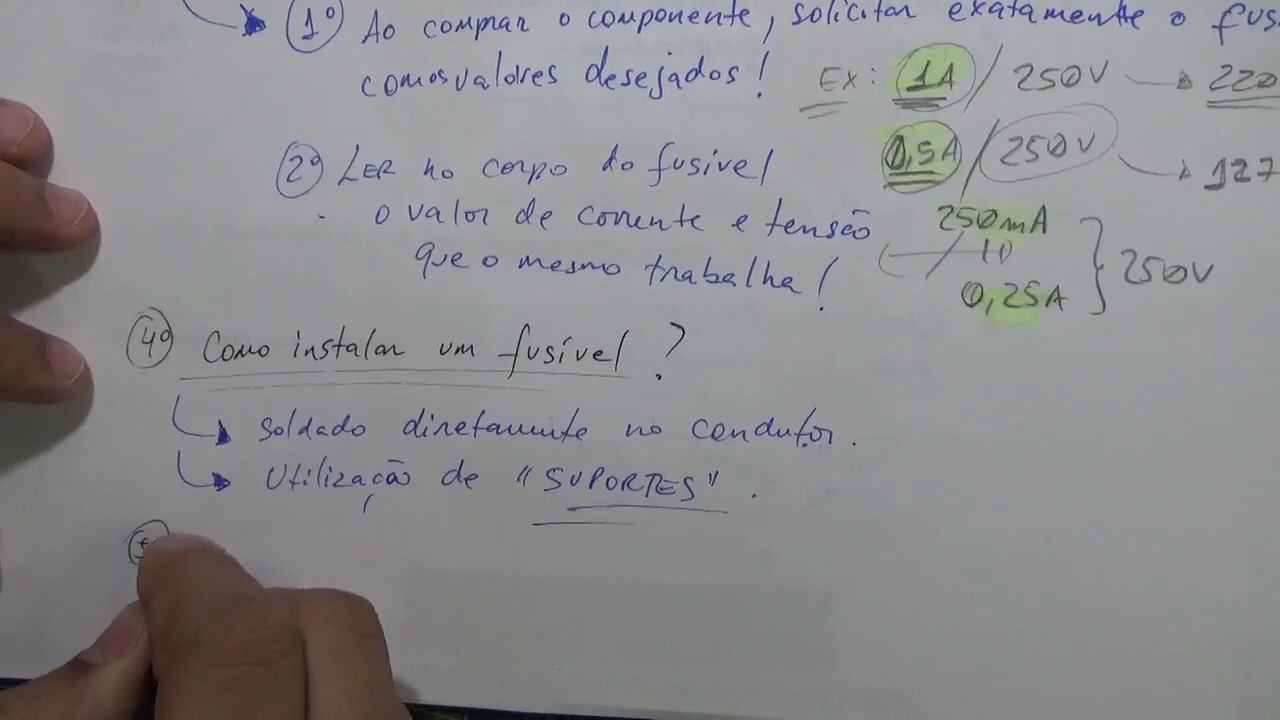 1º Ao comprar o componente, solicitar exatamente o fus
com os valores desejados!
Ex: 1A / 250V → 220
0,5A / 250V → 127
2º LER no corpo do fusível
o valor de corrente e tensão
que o mesmo trabalha!
250mA
0,25A } 250V
4º Como instalar um fusível?
↳ Soldado diretamente no condutor.
↳ Utilização de "SUPORTES".